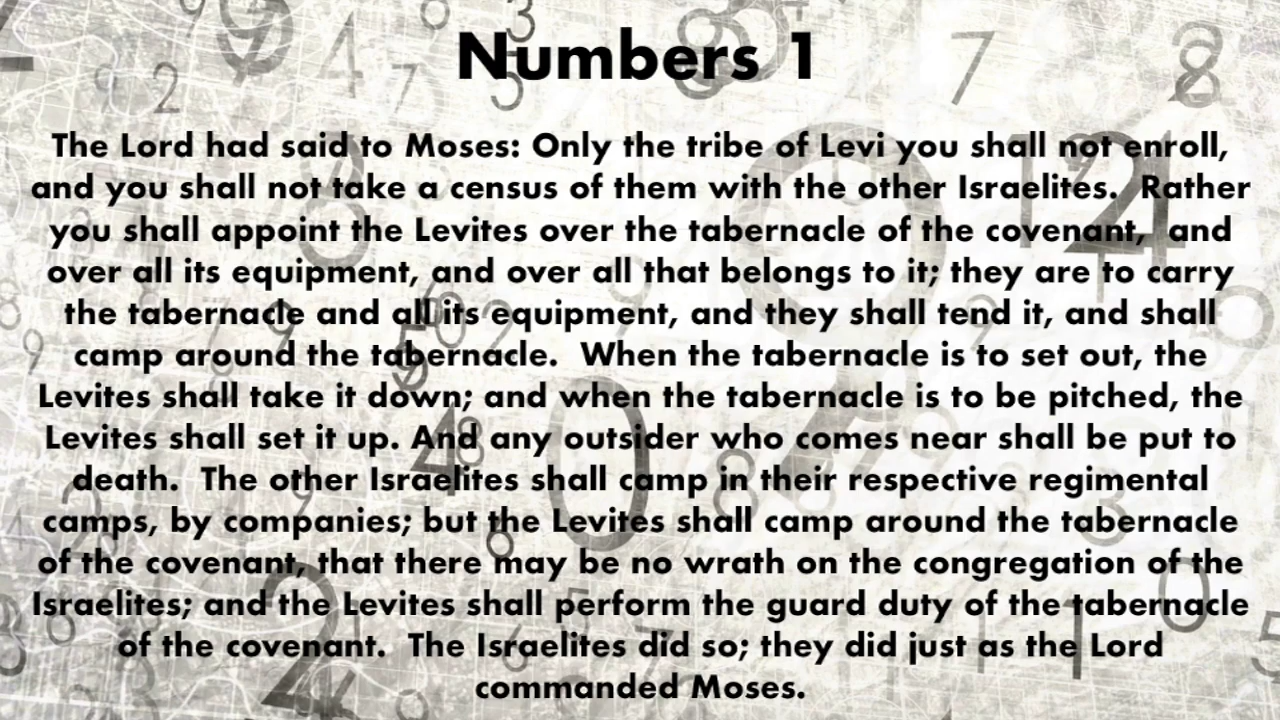 Numbers 1
The Lord had said to Moses: Only the tribe of Levi you shall not enroll,
and you shall not take a census of them with the other Israelites.  Rather
you shall appoint the Levites over the tabernacle of the covenant,  and
over all its equipment, and over all that belongs to it; they are to carry
the tabernacle and all its equipment, and they shall tend it, and shall
camp around the tabernacle.  When the tabernacle is to set out, the
Levites shall take it down; and when the tabernacle is to be pitched, the
Levites shall set it up. And any outsider who comes near shall be put to
death.  The other Israelites shall camp in their respective regimental
camps, by companies; but the Levites shall camp around the tabernacle
of the covenant, that there may be no wrath on the congregation of the
Israelites; and the Levites shall perform the guard duty of the tabernacle
of the covenant.  The Israelites did so; they did just as the Lord
commanded Moses.